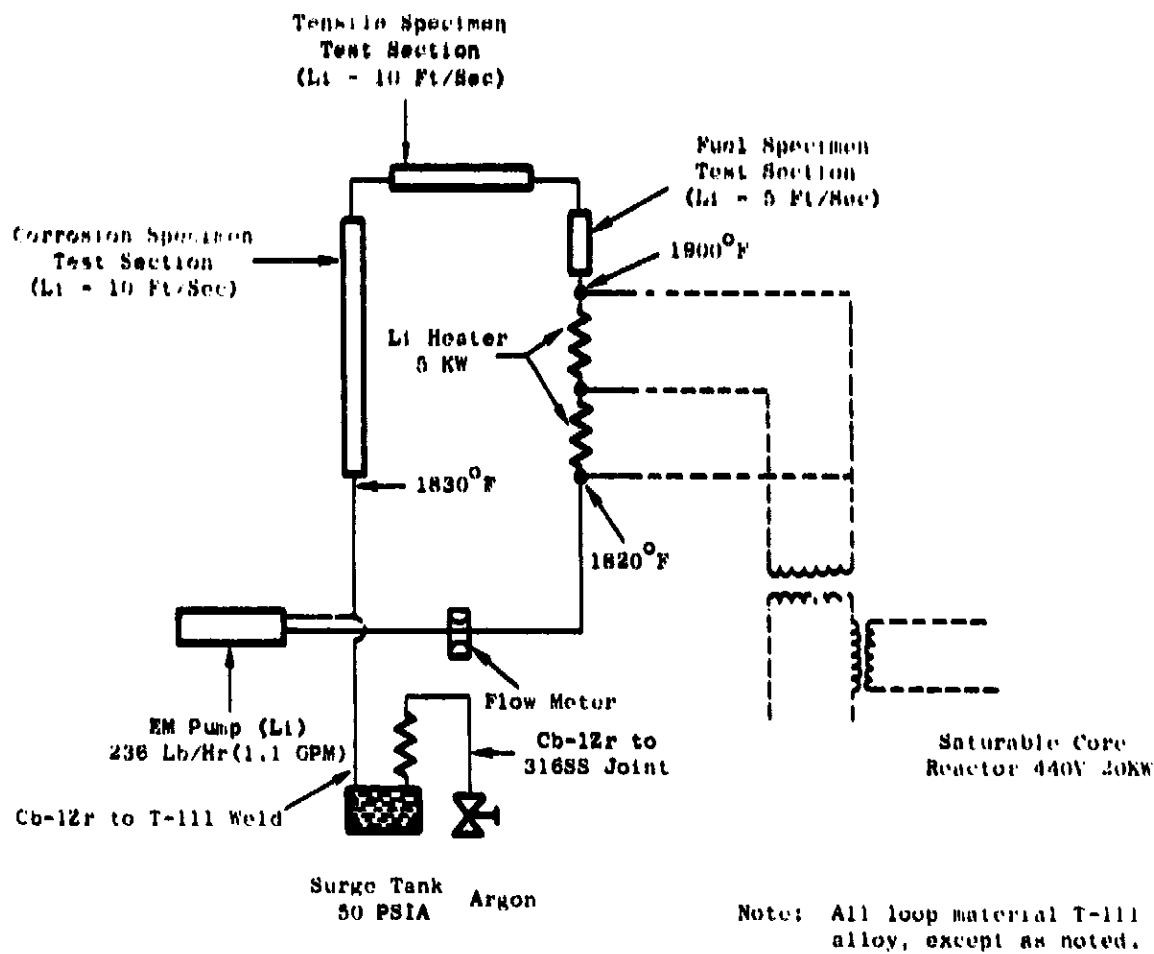 Tensile Specimen
Test Section
(Li - 10 Ft/Sec)
Fuel Specimen
Test Section
(Li - 5 Ft/Sec)
Corrosion Specimen
Test Section
(Li - 10 Ft/Sec)
1900°F
Li Heater
5 KW
1830°F
1820°F
Flow Meter
EM Pump (Li)
236 Lb/Hr(1.1 GPM)
Cb-1Zr to
316SS Joint
Saturable Core
Reactor 440V 20KW
Cb-1Zr to T-111 Weld
Surge Tank
50 PSIA
Argon
Note: All loop material T-111
alloy, except as noted.